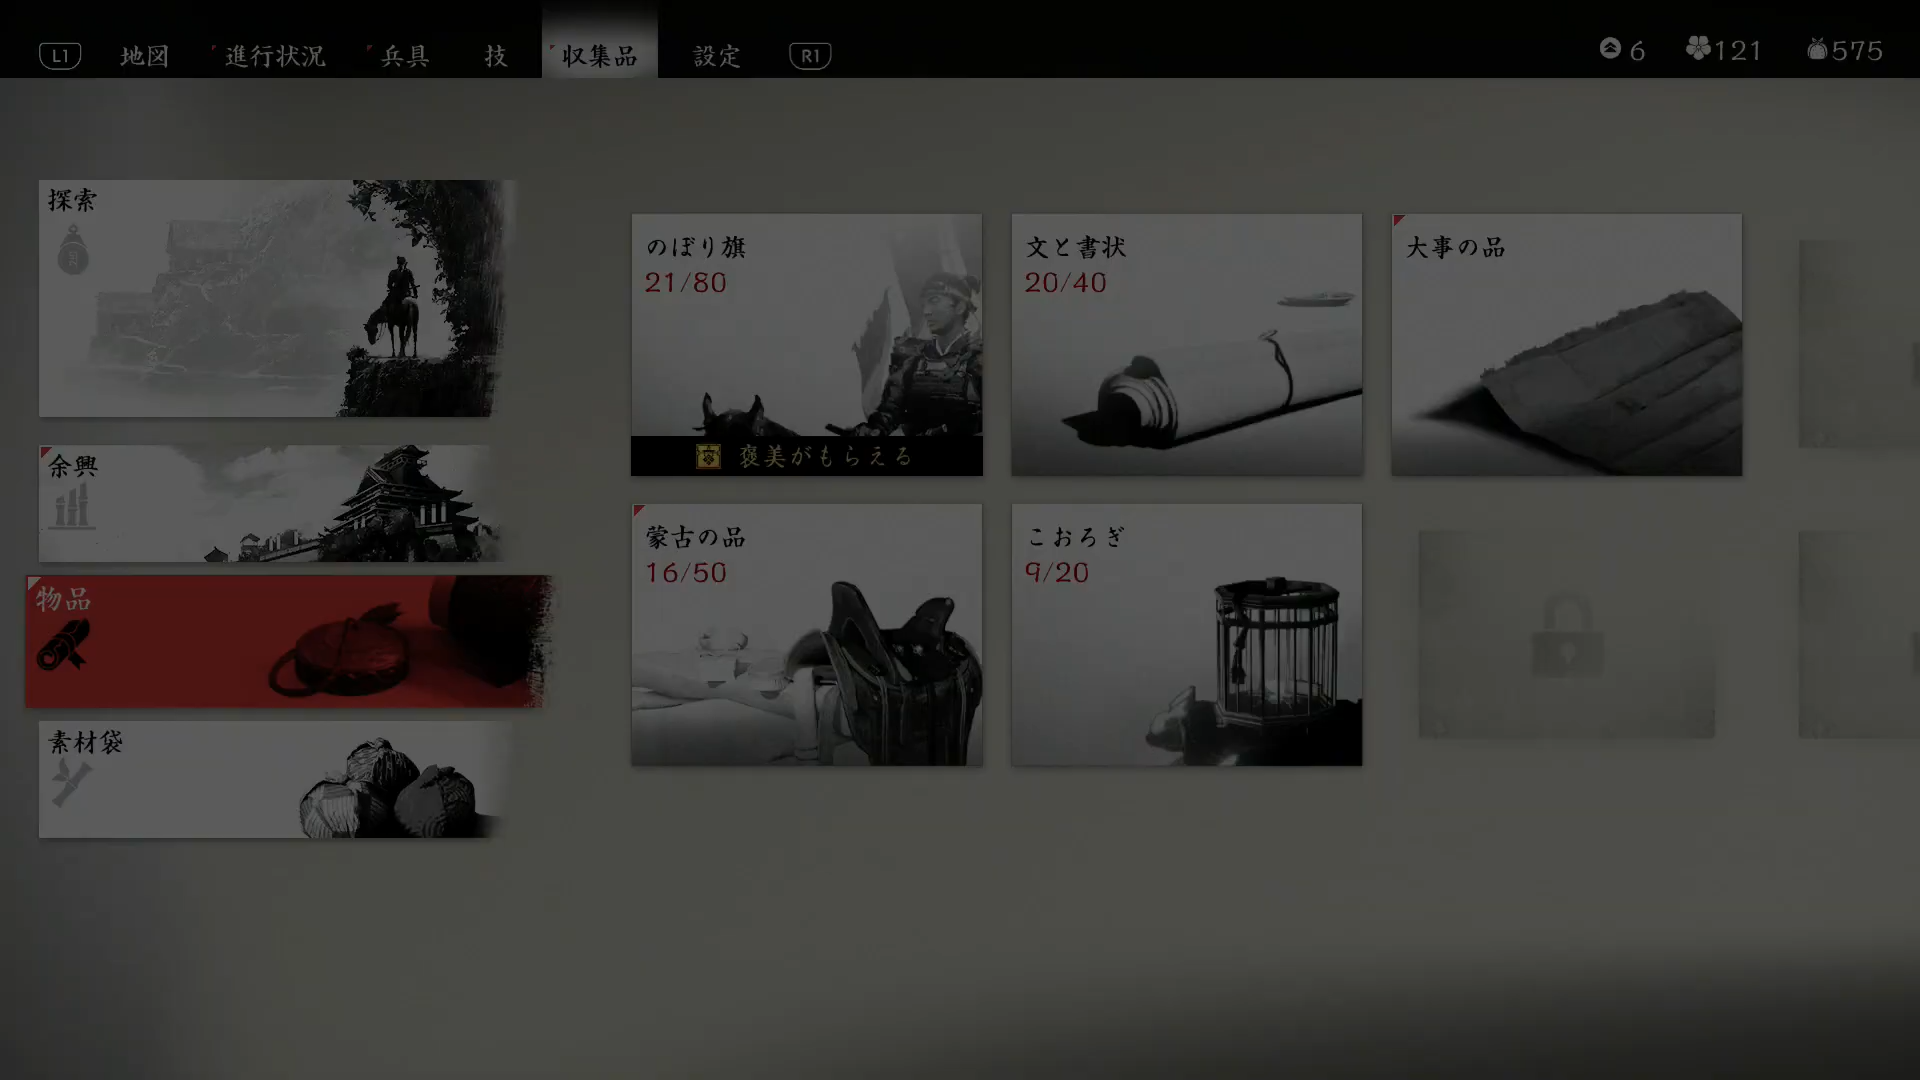 L1 地図 進行状況 兵具 技 収集品 設定 R1 6 121 575
探索
余興
物品
素材袋
のぼり旗
21/80
褒美がもらえる
文と書状
20/40
大事の品
蒙古の品
16/50
こおろぎ
9/20